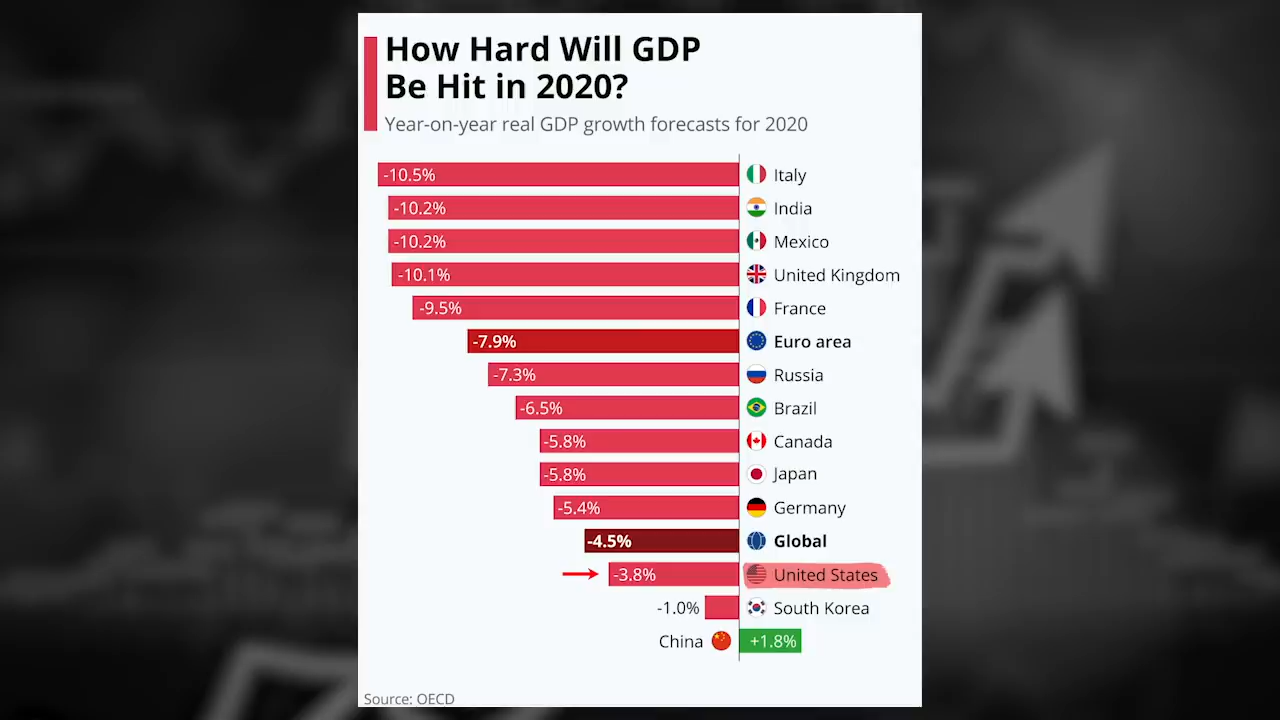 How Hard Will GDP
Be Hit in 2020?
Year-on-year real GDP growth forecasts for 2020
-10.5% Italy
-10.2% India
-10.2% Mexico
-10.1% United Kingdom
-9.5% France
-7.9% Euro area
-7.3% Russia
-6.5% Brazil
-5.8% Canada
-5.8% Japan
-5.4% Germany
-4.5% Global
-3.8% United States
-1.0% South Korea
China +1.8%
Source: OECD